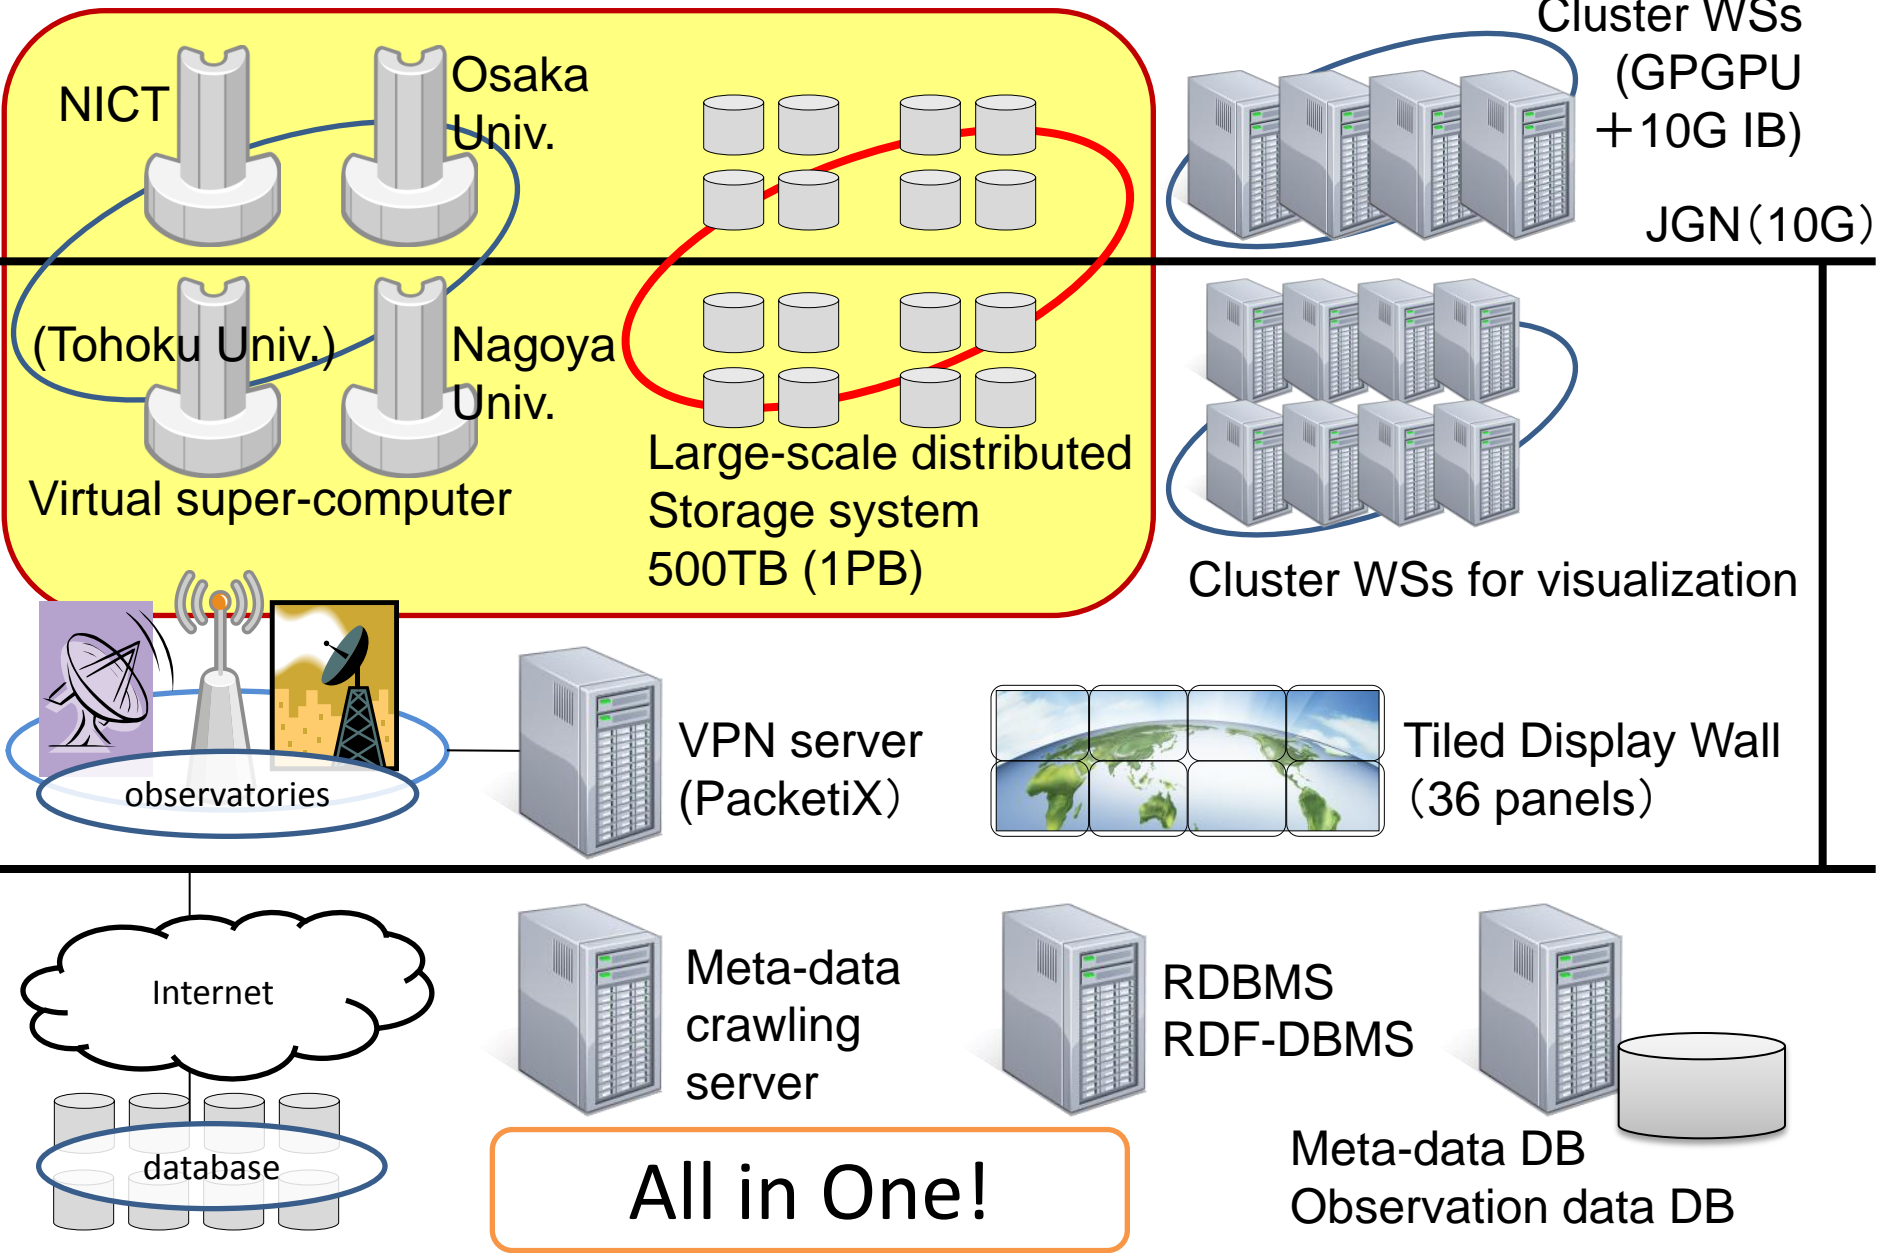 Cluster WSs
(GPGPU
＋10G IB)
JGN（10G）
NICT
Osaka
Univ.
(Tohoku Univ.)
Nagoya
Univ.
Virtual super-computer
Large-scale distributed
Storage system
500TB (1PB)
Cluster WSs for visualization
observatories
VPN server
(PacketiX）
Tiled Display Wall
（36 panels）
Internet
database
Meta-data
crawling
server
RDBMS
RDF-DBMS
Meta-data DB
Observation data DB
All in One!